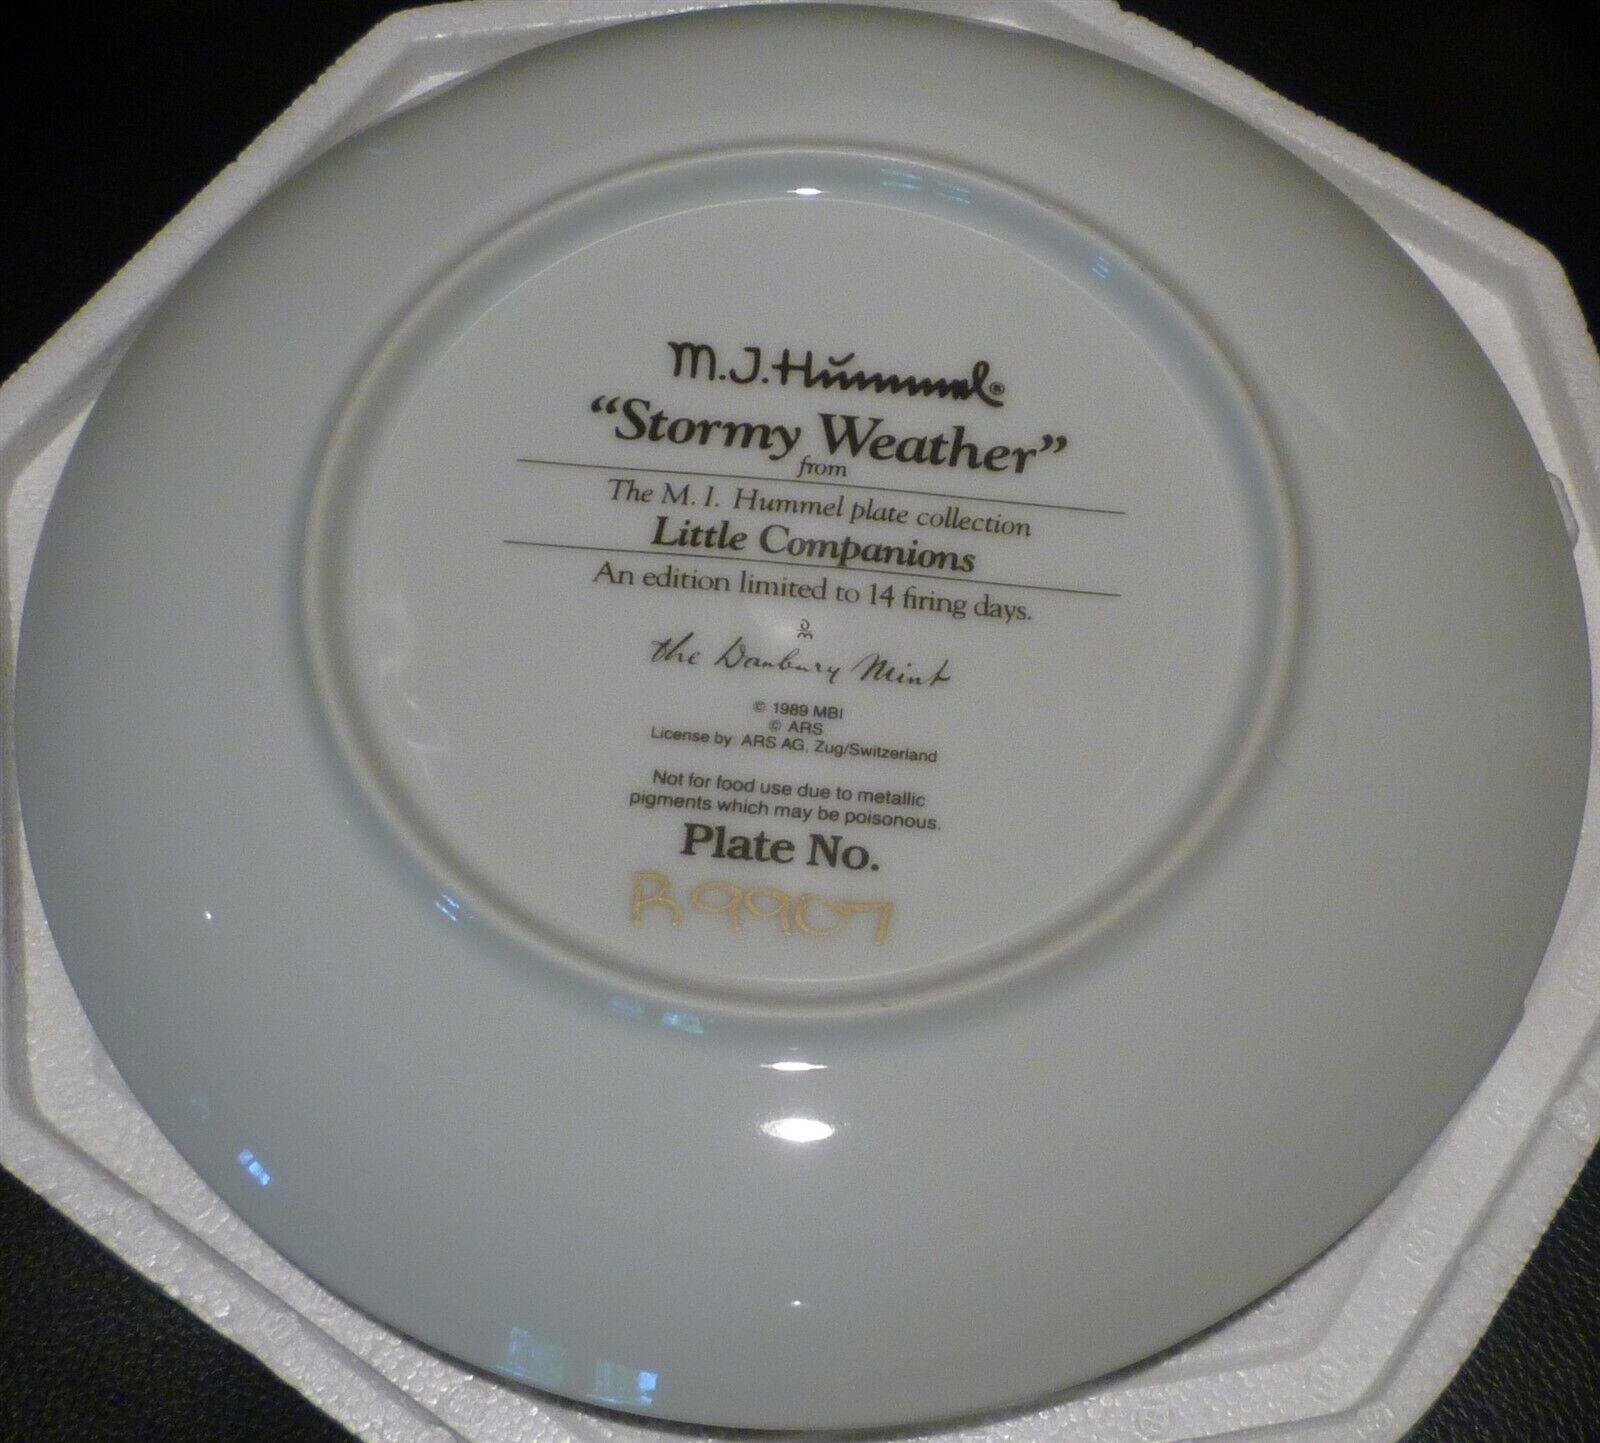 M.J.Hummel®
“Stormy Weather”
from
The M. I. Hummel plate collection
Little Companions
An edition limited to 14 firing days.
DM
the Danbury Mint
© 1989 MBI
© ARS
License by: ARS AG, Zug/Switzerland
Not for food use due to metallic
pigments which may be poisonous.
Plate No.
R9907